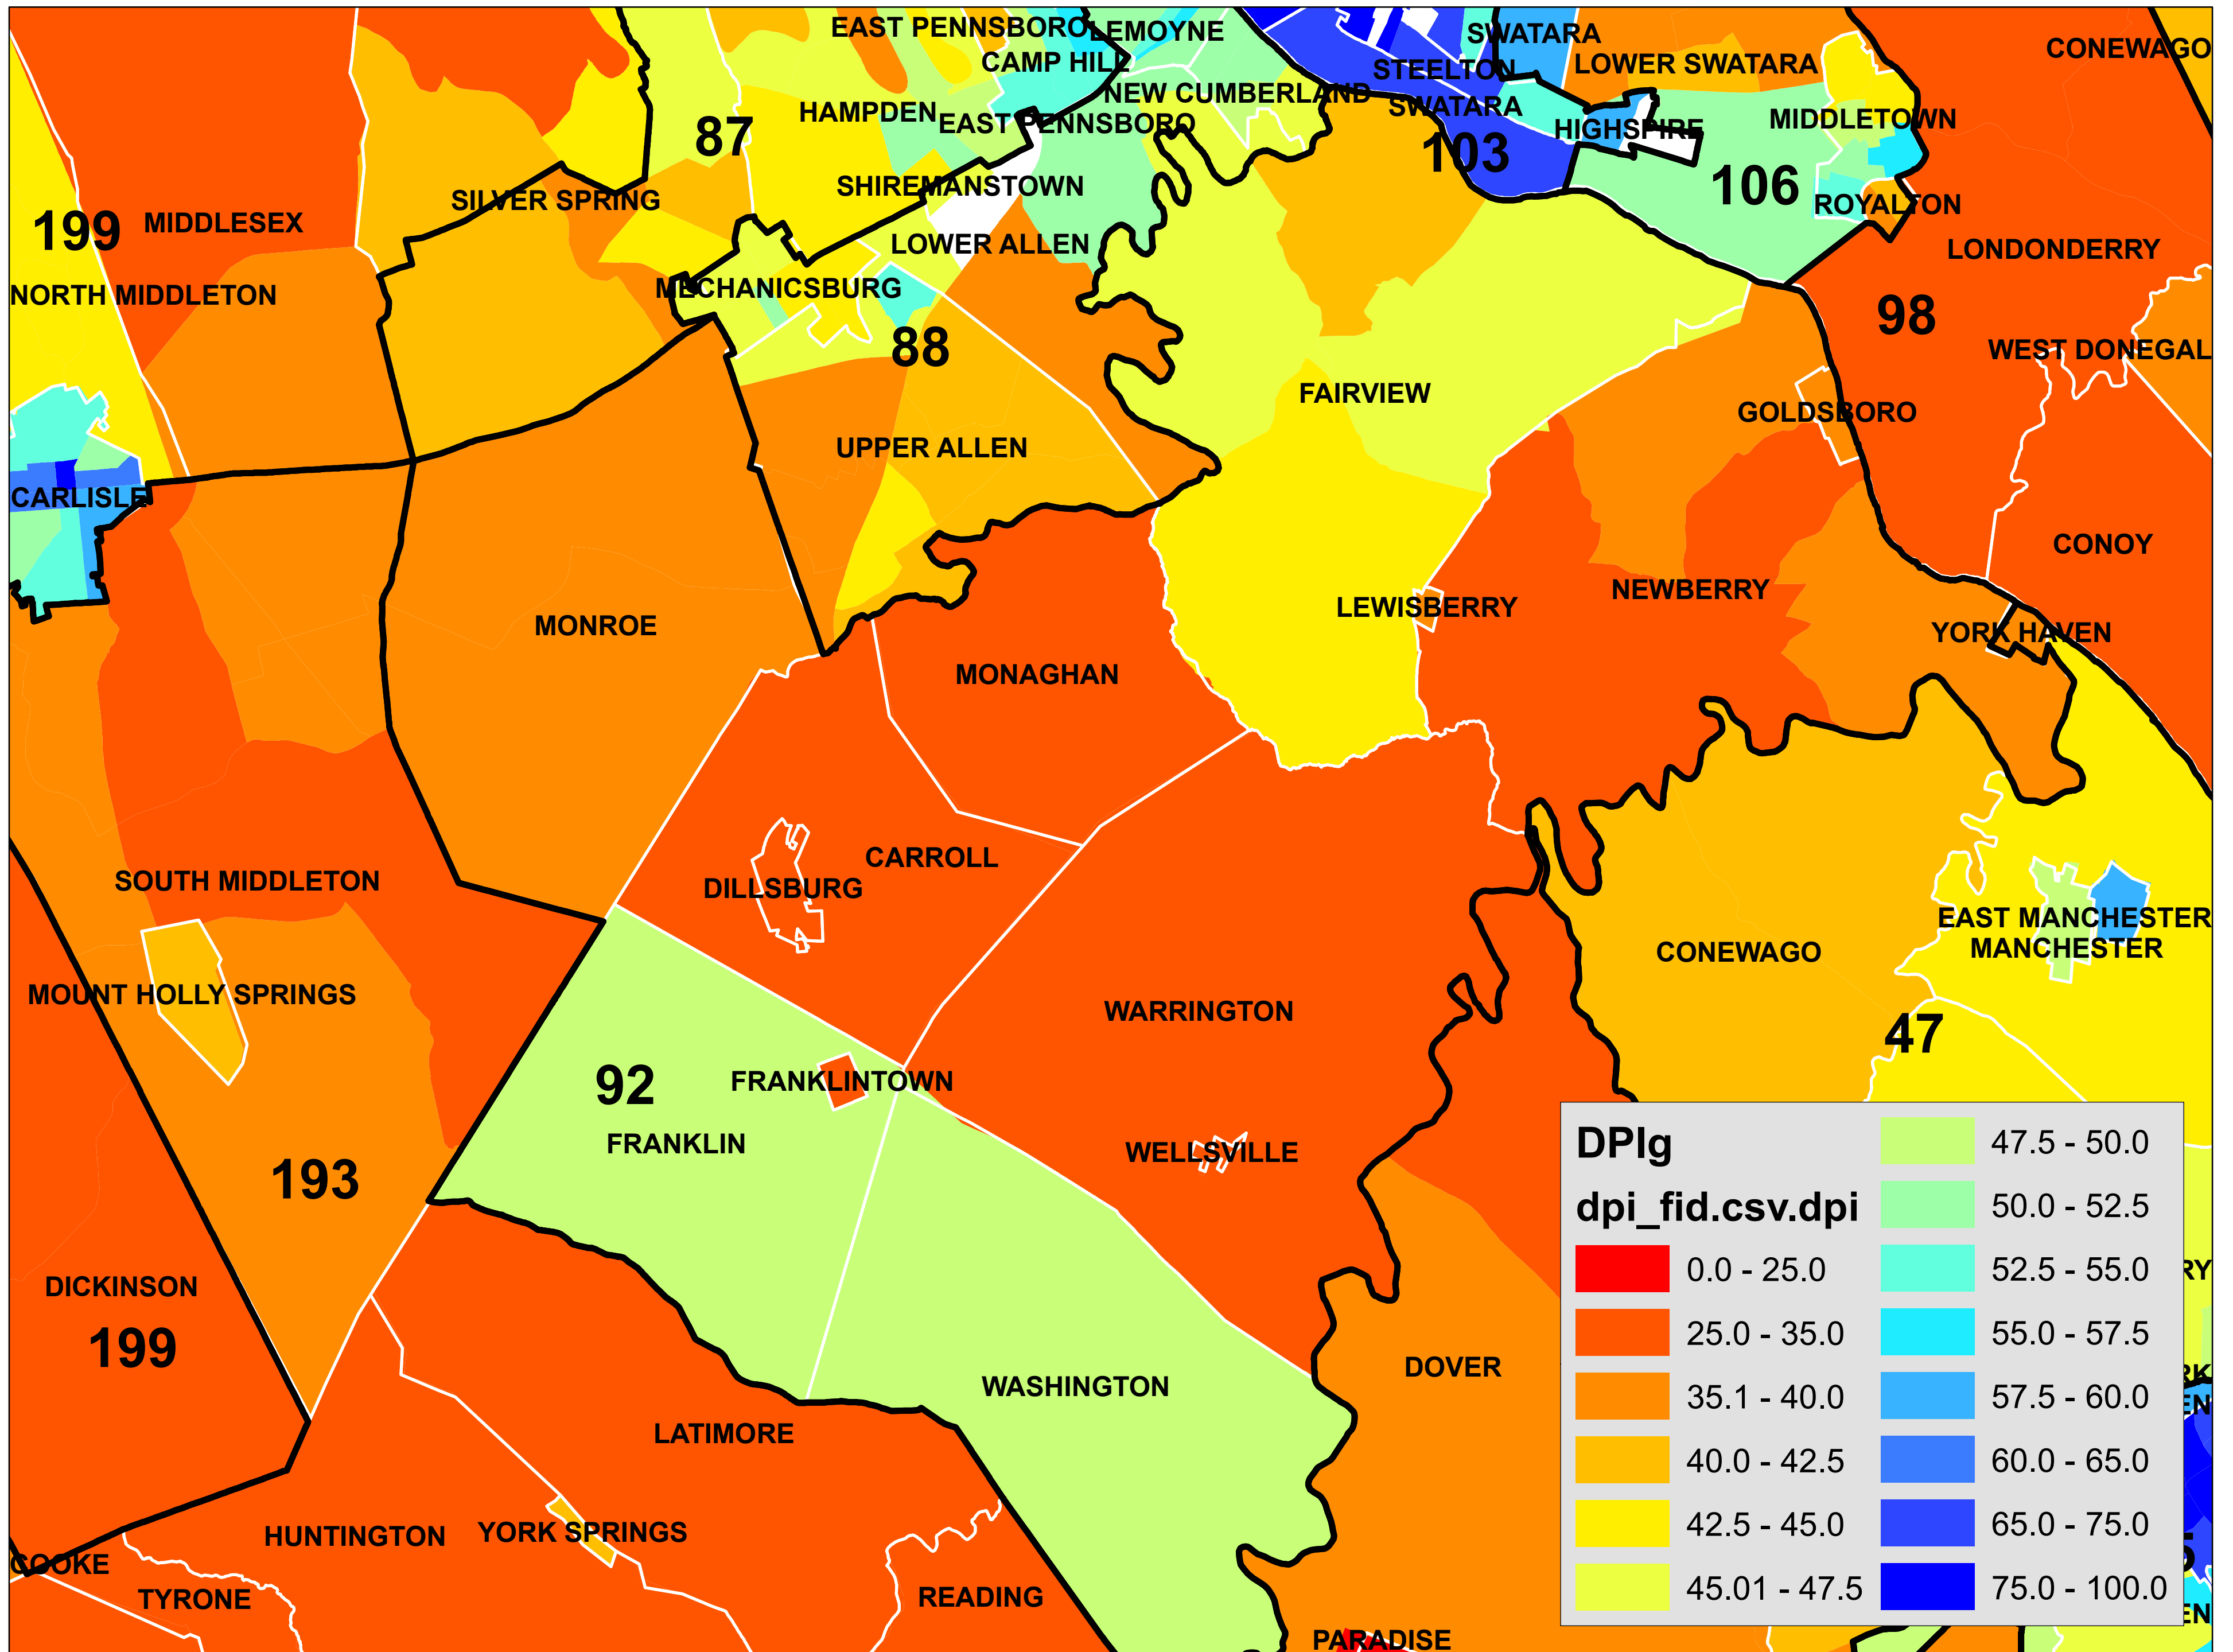 EAST PENNSBORO
LEMOYNE
SWATARA
CONEWAGO
CAMP HILL
STEELTON
LOWER SWATARA
NEW CUMBERLAND
SWATARA
HAMPDEN
EAST PENNSBORO
HIGHSPIRE
MIDDLETOWN
87
103
106
SHIREMANSTOWN
SILVER SPRING
ROYALTON
199
MIDDLESEX
LOWER ALLEN
LONDONDERRY
NORTH MIDDLETON
MECHANICSBURG
98
88
WEST DONEGAL
FAIRVIEW
GOLDSBORO
UPPER ALLEN
CARLISLE
CONOY
NEWBERRY
LEWISBERRY
MONROE
YORK HAVEN
MONAGHAN
CARROLL
SOUTH MIDDLETON
DILLSBURG
EAST MANCHESTER
MANCHESTER
CONEWAGO
MOUNT HOLLY SPRINGS
WARRINGTON
47
92
FRANKLINTOWN
FRANKLIN
WELLSVILLE
193
DICKINSON
199
DOVER
WASHINGTON
LATIMORE
HUNTINGTON
YORK SPRINGS
COOKE
TYRONE
READING
PARADISE
DPIg
dpi_fid.csv.dpi
0.0 - 25.0
25.0 - 35.0
35.1 - 40.0
40.0 - 42.5
42.5 - 45.0
45.01 - 47.5
47.5 - 50.0
50.0 - 52.5
52.5 - 55.0
55.0 - 57.5
57.5 - 60.0
60.0 - 65.0
65.0 - 75.0
75.0 - 100.0
RY
RK
EN
5
EN